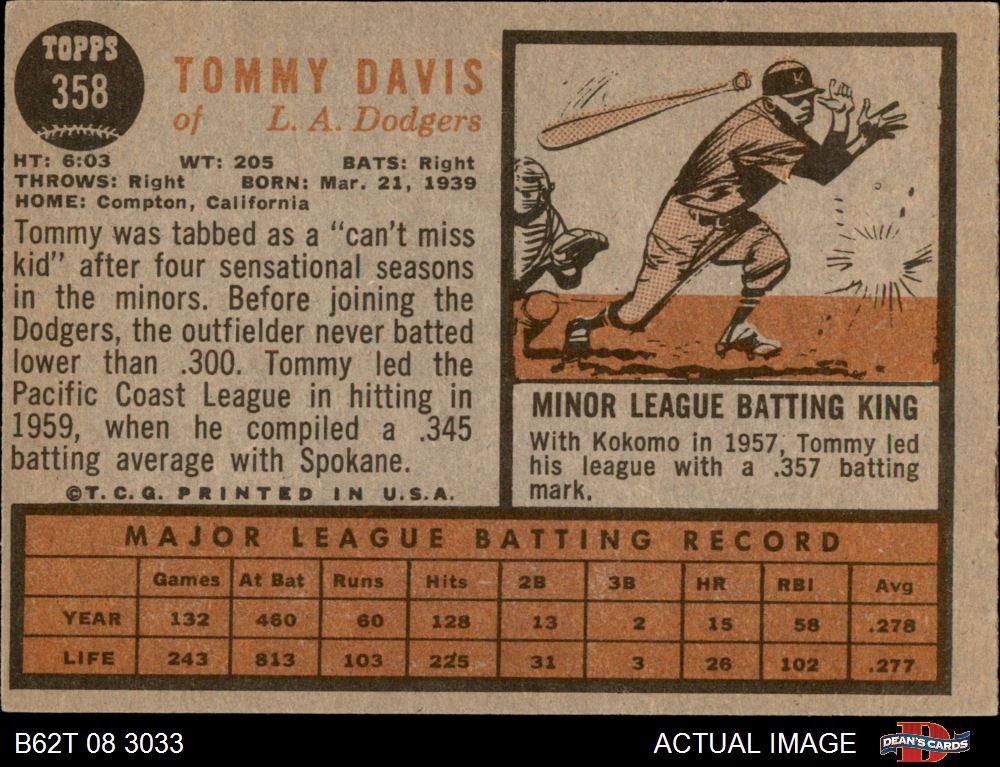 TOPPS
358
TOMMY DAVIS
of L. A. Dodgers
HT: 6:03 WT: 205 BATS: Right
THROWS: Right BORN: Mar. 21, 1939
HOME: Compton, California
Tommy was tabbed as a "can't miss
kid" after four sensational seasons
in the minors. Before joining the
Dodgers, the outfielder never batted
lower than .300. Tommy led the
Pacific Coast League in hitting in
1959, when he compiled a .345
batting average with Spokane.
©T.C.G. PRINTED IN U.S.A.
K
MINOR LEAGUE BATTING KING
With Kokomo in 1957, Tommy led
his league with a .357 batting
mark.
MAJOR LEAGUE BATTING RECORD
Games At Bat Runs Hits 2B 3B HR RBI Avg
YEAR 132 460 60 128 13 2 15 58 .278
LIFE 243 813 103 225 31 3 26 102 .277
B62T 08 3033 ACTUAL IMAGE DEAN'S CARDS